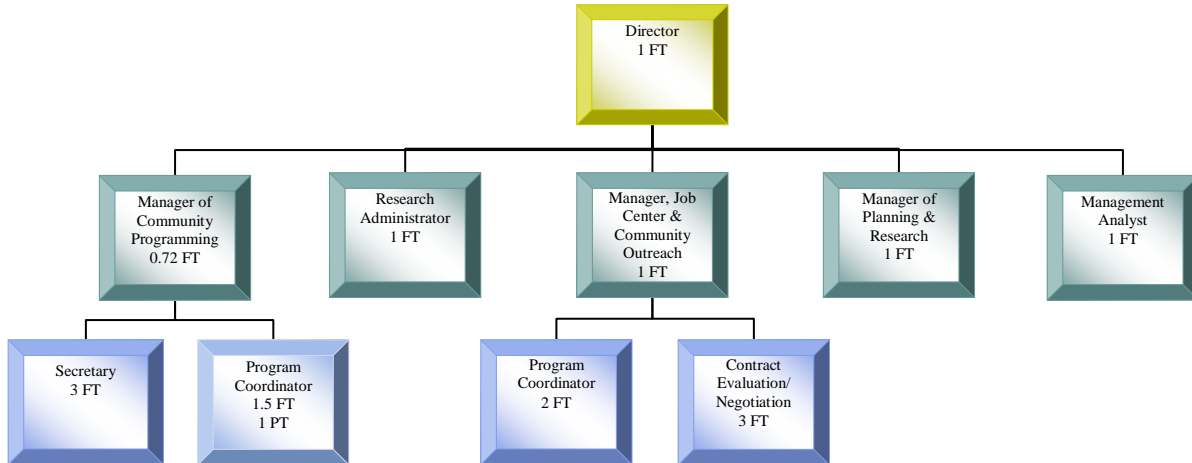 Director
1 FT
Manager of
Community
Programming
0.72 FT
Research
Administrator
1 FT
Manager, Job
Center &
Community
Outreach
1 FT
Manager of
Planning &
Research
1 FT
Management
Analyst
1 FT
Secretary
3 FT
Program
Coordinator
1.5 FT
1 PT
Program
Coordinator
2 FT
Contract
Evaluation/
Negotiation
3 FT